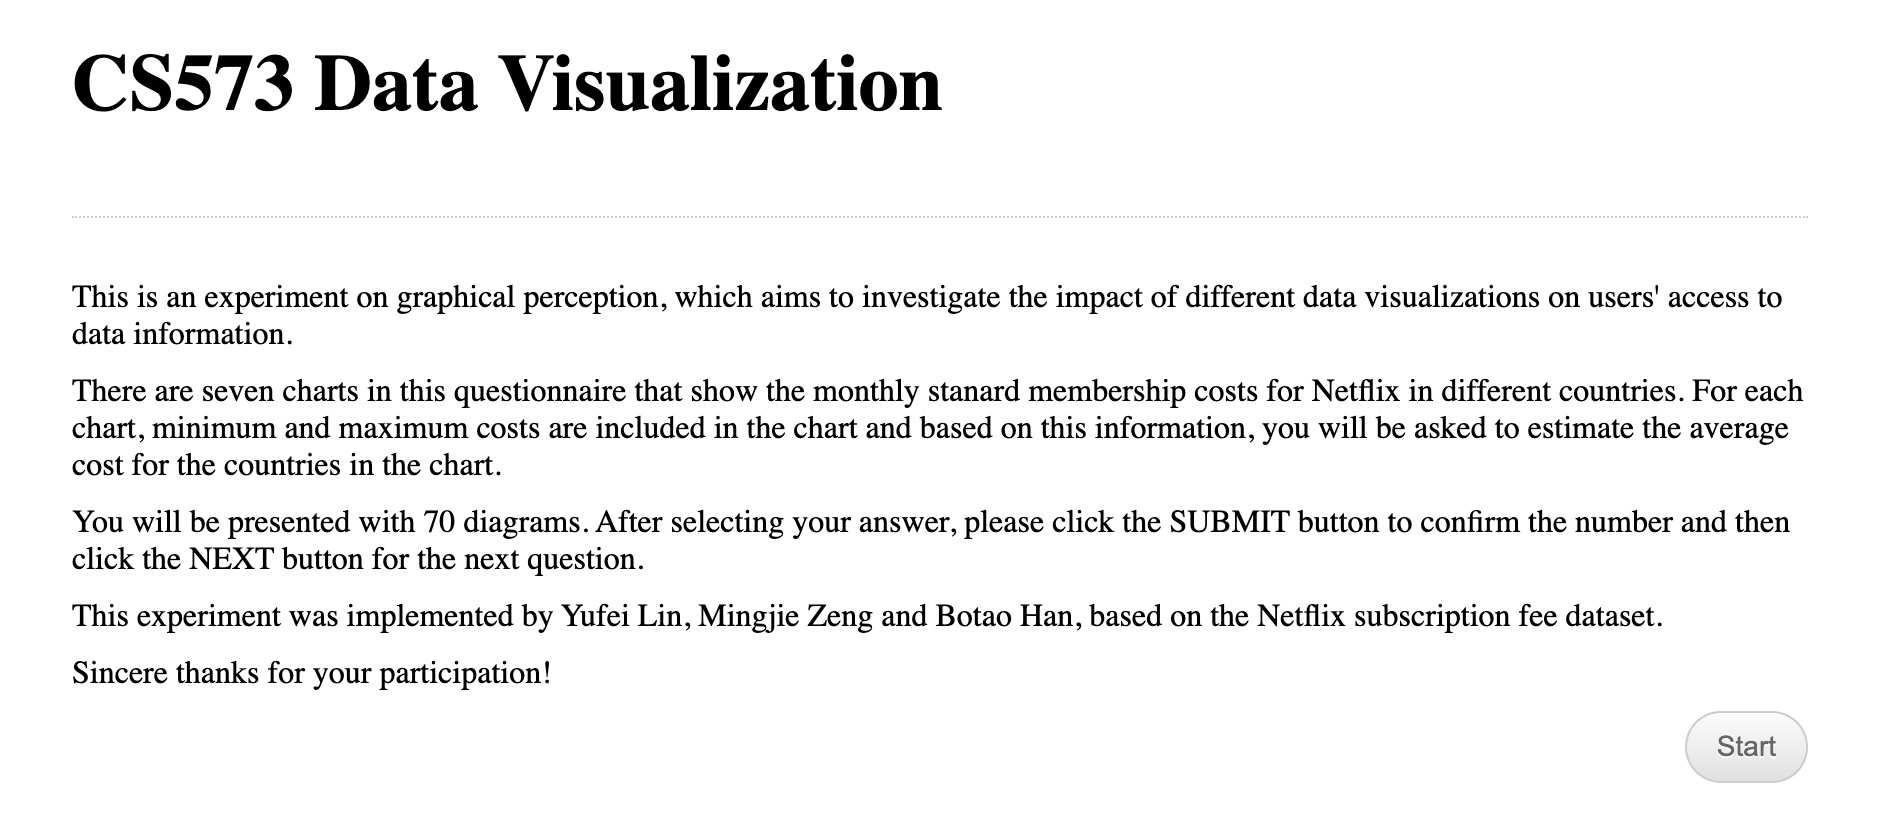 CS573 Data Visualization
This is an experiment on graphical perception, which aims to investigate the impact of different data visualizations on users' access to
data information.
There are seven charts in this questionnaire that show the monthly stanard membership costs for Netflix in different countries. For each
chart, minimum and maximum costs are included in the chart and based on this information, you will be asked to estimate the average
cost for the countries in the chart.
You will be presented with 70 diagrams. After selecting your answer, please click the SUBMIT button to confirm the number and then
click the NEXT button for the next question.
This experiment was implemented by Yufei Lin, Mingjie Zeng and Botao Han, based on the Netflix subscription fee dataset.
Sincere thanks for your participation!
Start